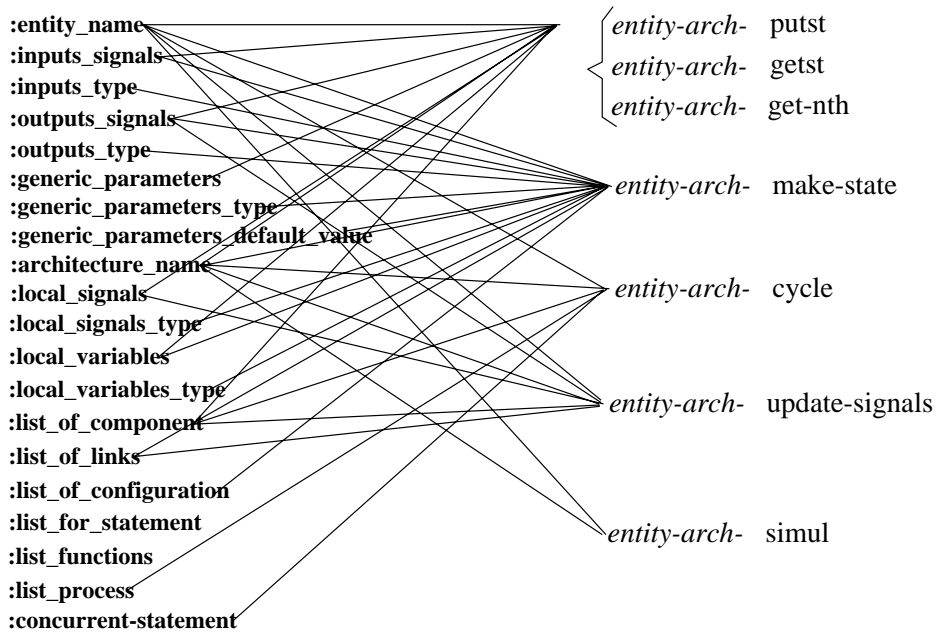 :entity_name
:inputs_signals
:inputs_type
:outputs_signals
:outputs_type
:generic_parameters
:generic_parameters_type
:generic_parameters_default_value
:architecture_name
:local_signals
:local_signals_type
:local_variables
:local_variables_type
:list_of_component
:list_of_links
:list_of_configuration
:list_for_statement
:list_functions
:list_process
:concurrent-statement
entity-arch- putst
entity-arch- getst
entity-arch- get-nth
entity-arch- make-state
entity-arch- cycle
entity-arch- update-signals
entity-arch- simul